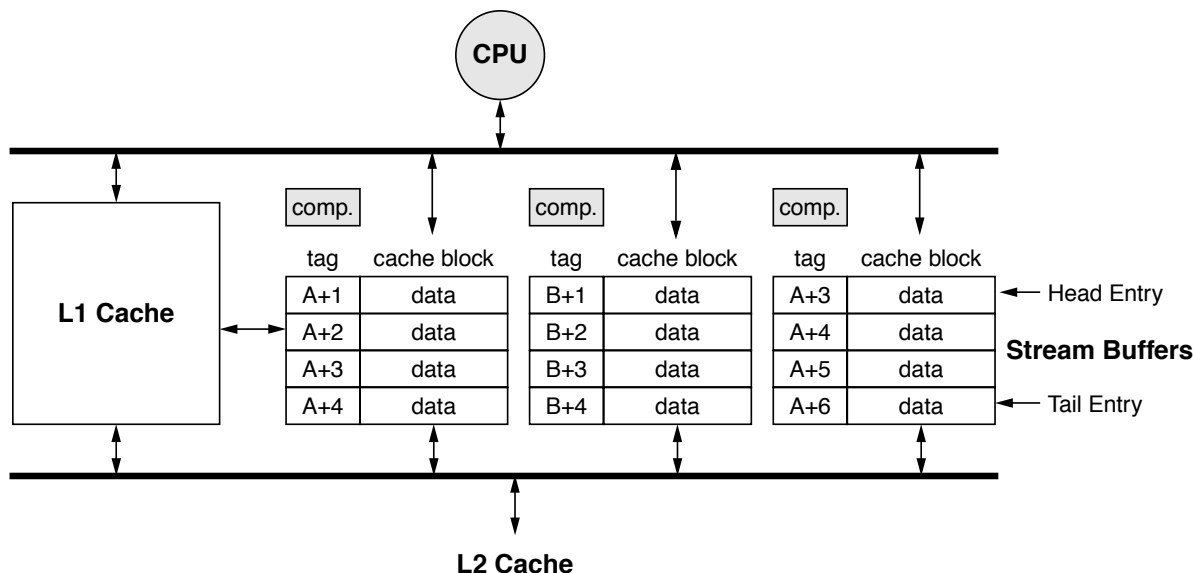 CPU
comp. comp. comp.
tag cache block tag cache block tag cache block
L1 Cache
A+1 data B+1 data A+3 data Head Entry
A+2 data B+2 data A+4 data
Stream Buffers
A+3 data B+3 data A+5 data
A+4 data B+4 data A+6 data Tail Entry
L2 Cache